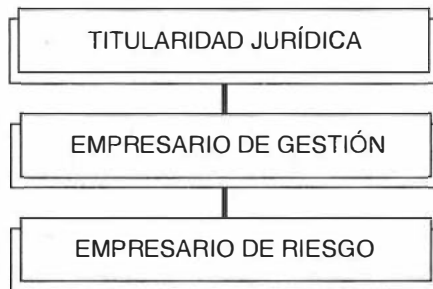 TITULARIDAD JURÍDICA
EMPRESARIO DE GESTIÓN
EMPRESARIO DE RIESGO